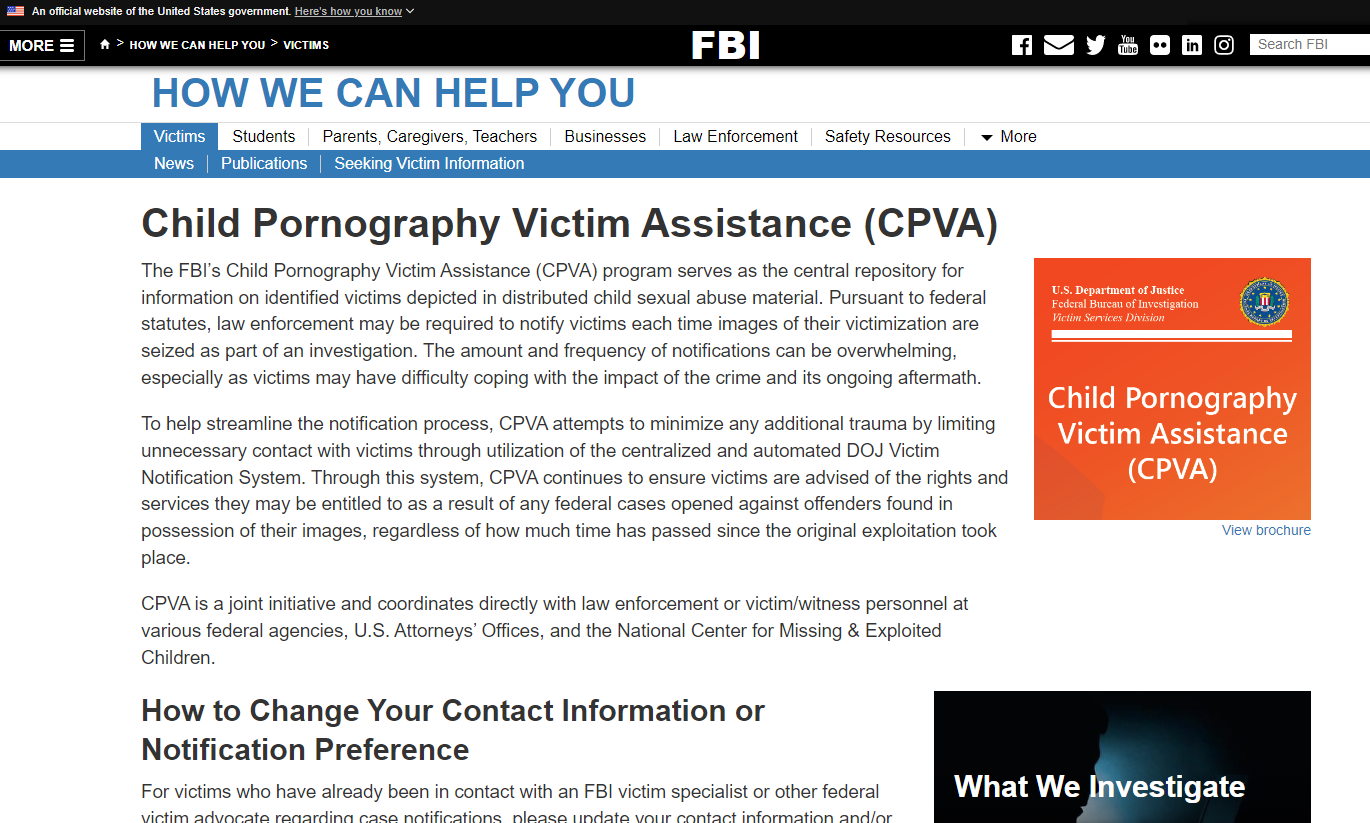 An official website of the United States government. Here's how you know
MORE
> HOW WE CAN HELP YOU > VICTIMS
FBI
You Tube
in
Search FBI
HOW WE CAN HELP YOU
Victims Students Parents, Caregivers, Teachers Businesses Law Enforcement Safety Resources More
News Publications Seeking Victim Information
Child Pornography Victim Assistance (CPVA)
The FBI’s Child Pornography Victim Assistance (CPVA) program serves as the central repository for
information on identified victims depicted in distributed child sexual abuse material. Pursuant to federal
statutes, law enforcement may be required to notify victims each time images of their victimization are
seized as part of an investigation. The amount and frequency of notifications can be overwhelming,
especially as victims may have difficulty coping with the impact of the crime and its ongoing aftermath.
To help streamline the notification process, CPVA attempts to minimize any additional trauma by limiting
unnecessary contact with victims through utilization of the centralized and automated DOJ Victim
Notification System. Through this system, CPVA continues to ensure victims are advised of the rights and
services they may be entitled to as a result of any federal cases opened against offenders found in
possession of their images, regardless of how much time has passed since the original exploitation took
place.
CPVA is a joint initiative and coordinates directly with law enforcement or victim/witness personnel at
various federal agencies, U.S. Attorneys’ Offices, and the National Center for Missing & Exploited
Children.
U.S. Department of Justice
Federal Bureau of Investigation
Victim Services Division
Child Pornography
Victim Assistance
(CPVA)
View brochure
How to Change Your Contact Information or
Notification Preference
For victims who have already been in contact with an FBI victim specialist or other federal
victim advocate regarding case notifications, please update your contact information and/or
What We Investigate